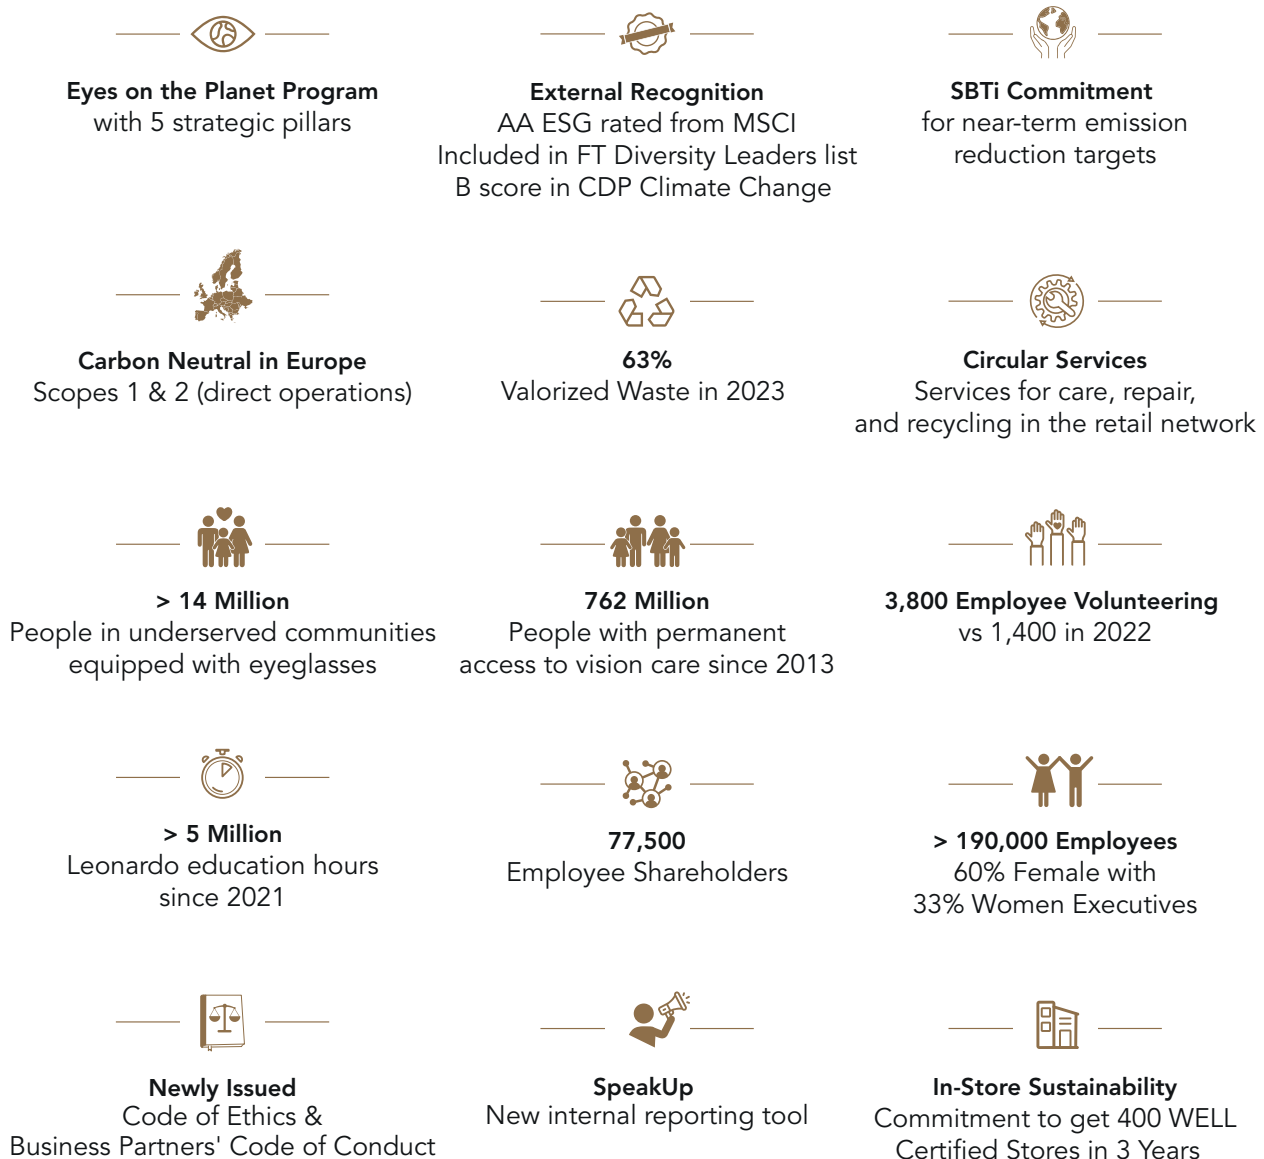 Eyes on the Planet Program
with 5 strategic pillars
External Recognition
AA ESG rated from MSCI
Included in FT Diversity Leaders list
B score in CDP Climate Change
SBTi Commitment
for near-term emission
reduction targets
Carbon Neutral in Europe
Scopes 1 & 2 (direct operations)
63%
Valorized Waste in 2023
Circular Services
Services for care, repair,
and recycling in the retail network
> 14 Million
People in underserved communities
equipped with eyeglasses
762 Million
People with permanent
access to vision care since 2013
3,800 Employee Volunteering
vs 1,400 in 2022
> 5 Million
Leonardo education hours
since 2021
77,500
Employee Shareholders
> 190,000 Employees
60% Female with
33% Women Executives
Newly Issued
Code of Ethics &
Business Partners' Code of Conduct
SpeakUp
New internal reporting tool
In-Store Sustainability
Commitment to get 400 WELL
Certified Stores in 3 Years